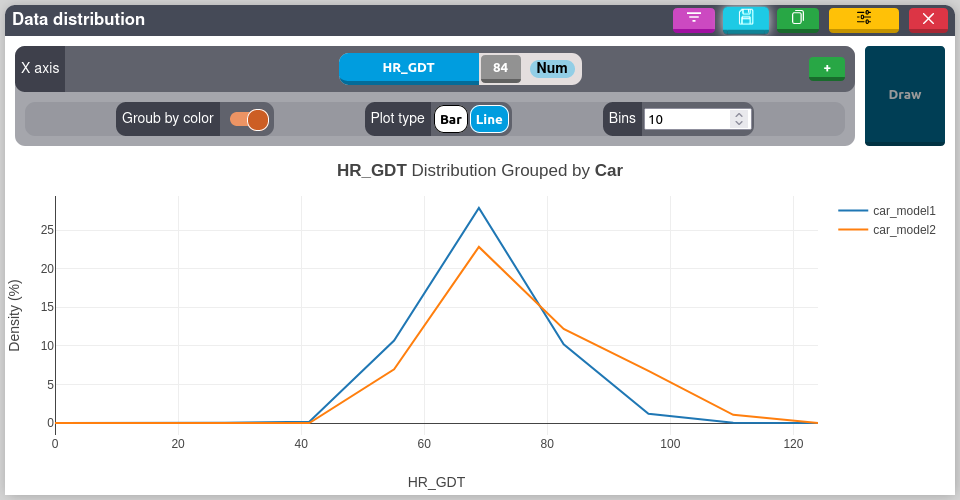 Data distribution
X axis
HR_GDT
84
Num
+
Draw
Groub by color
Plot type
Bar
Line
Bins
10
HR_GDT Distribution Grouped by Car
car_model1
car_model2
Density (%)
25
20
15
10
5
0
0
20
40
60
80
100
120
HR_GDT